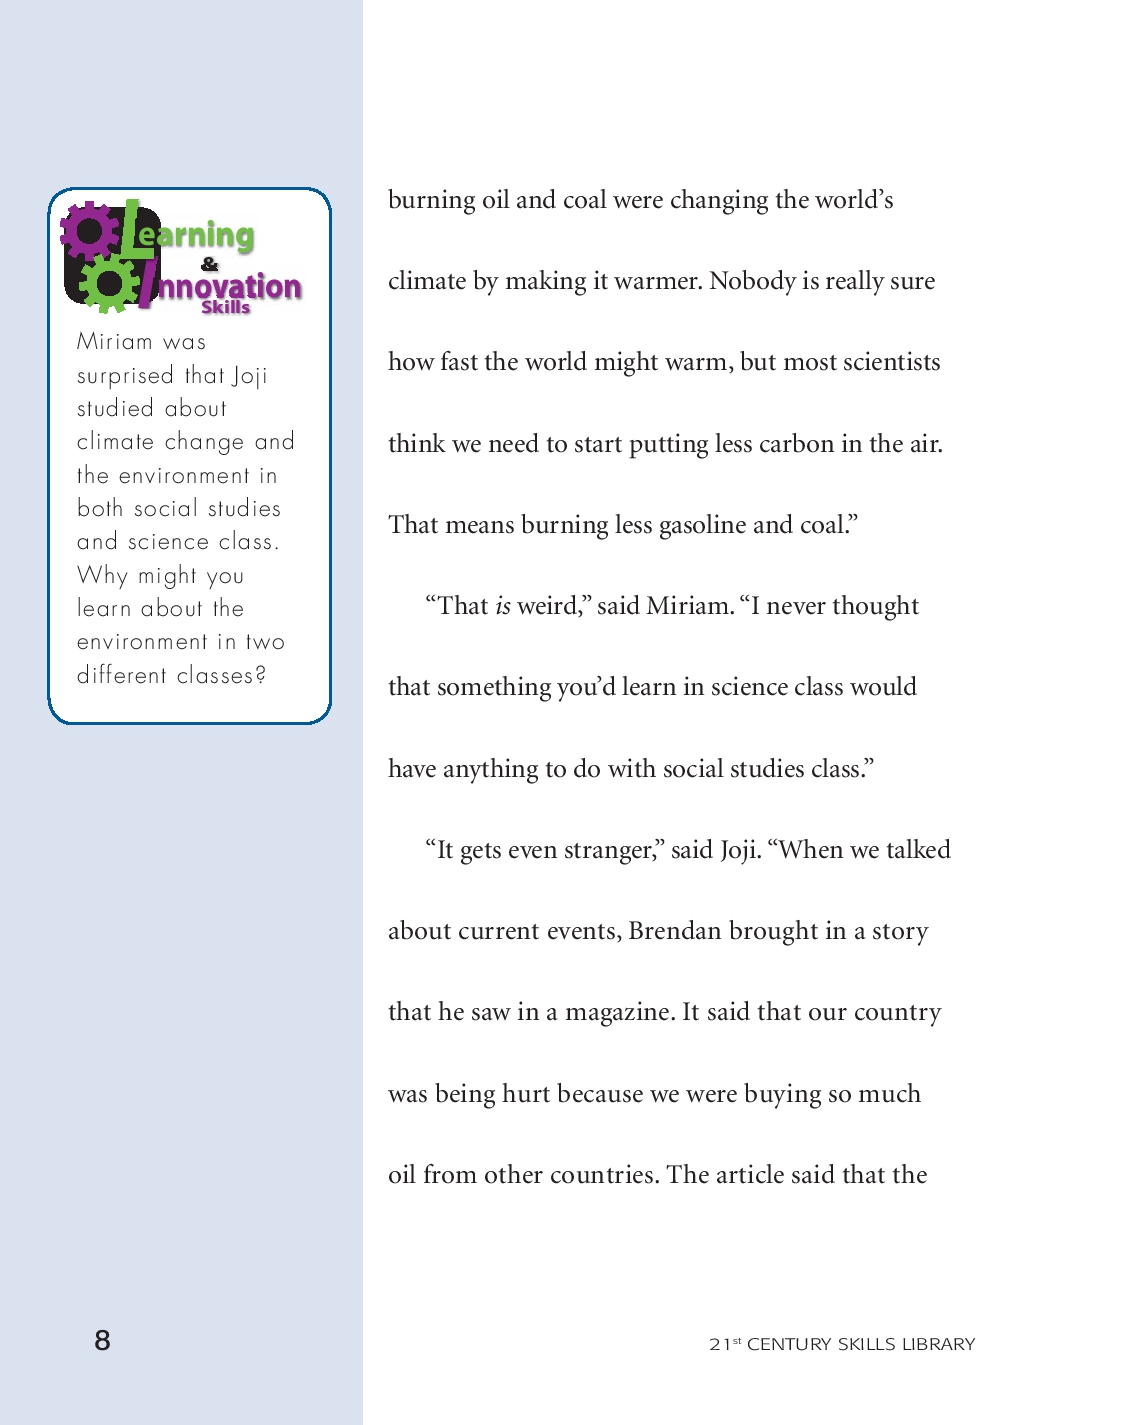 Learning
&
Innovation
Skills
Miriam was
surprised that Joji
studied about
climate change and
the environment in
both social studies
and science class.
Why might you
learn about the
environment in two
different classes?
burning oil and coal were changing the world’s
climate by making it warmer. Nobody is really sure
how fast the world might warm, but most scientists
think we need to start putting less carbon in the air.
That means burning less gasoline and coal.”
“That is weird,” said Miriam. “I never thought
that something you’d learn in science class would
have anything to do with social studies class.”
“It gets even stranger,” said Joji. “When we talked
about current events, Brendan brought in a story
that he saw in a magazine. It said that our country
was being hurt because we were buying so much
oil from other countries. The article said that the
8
21st CENTURY SKILLS LIBRARY